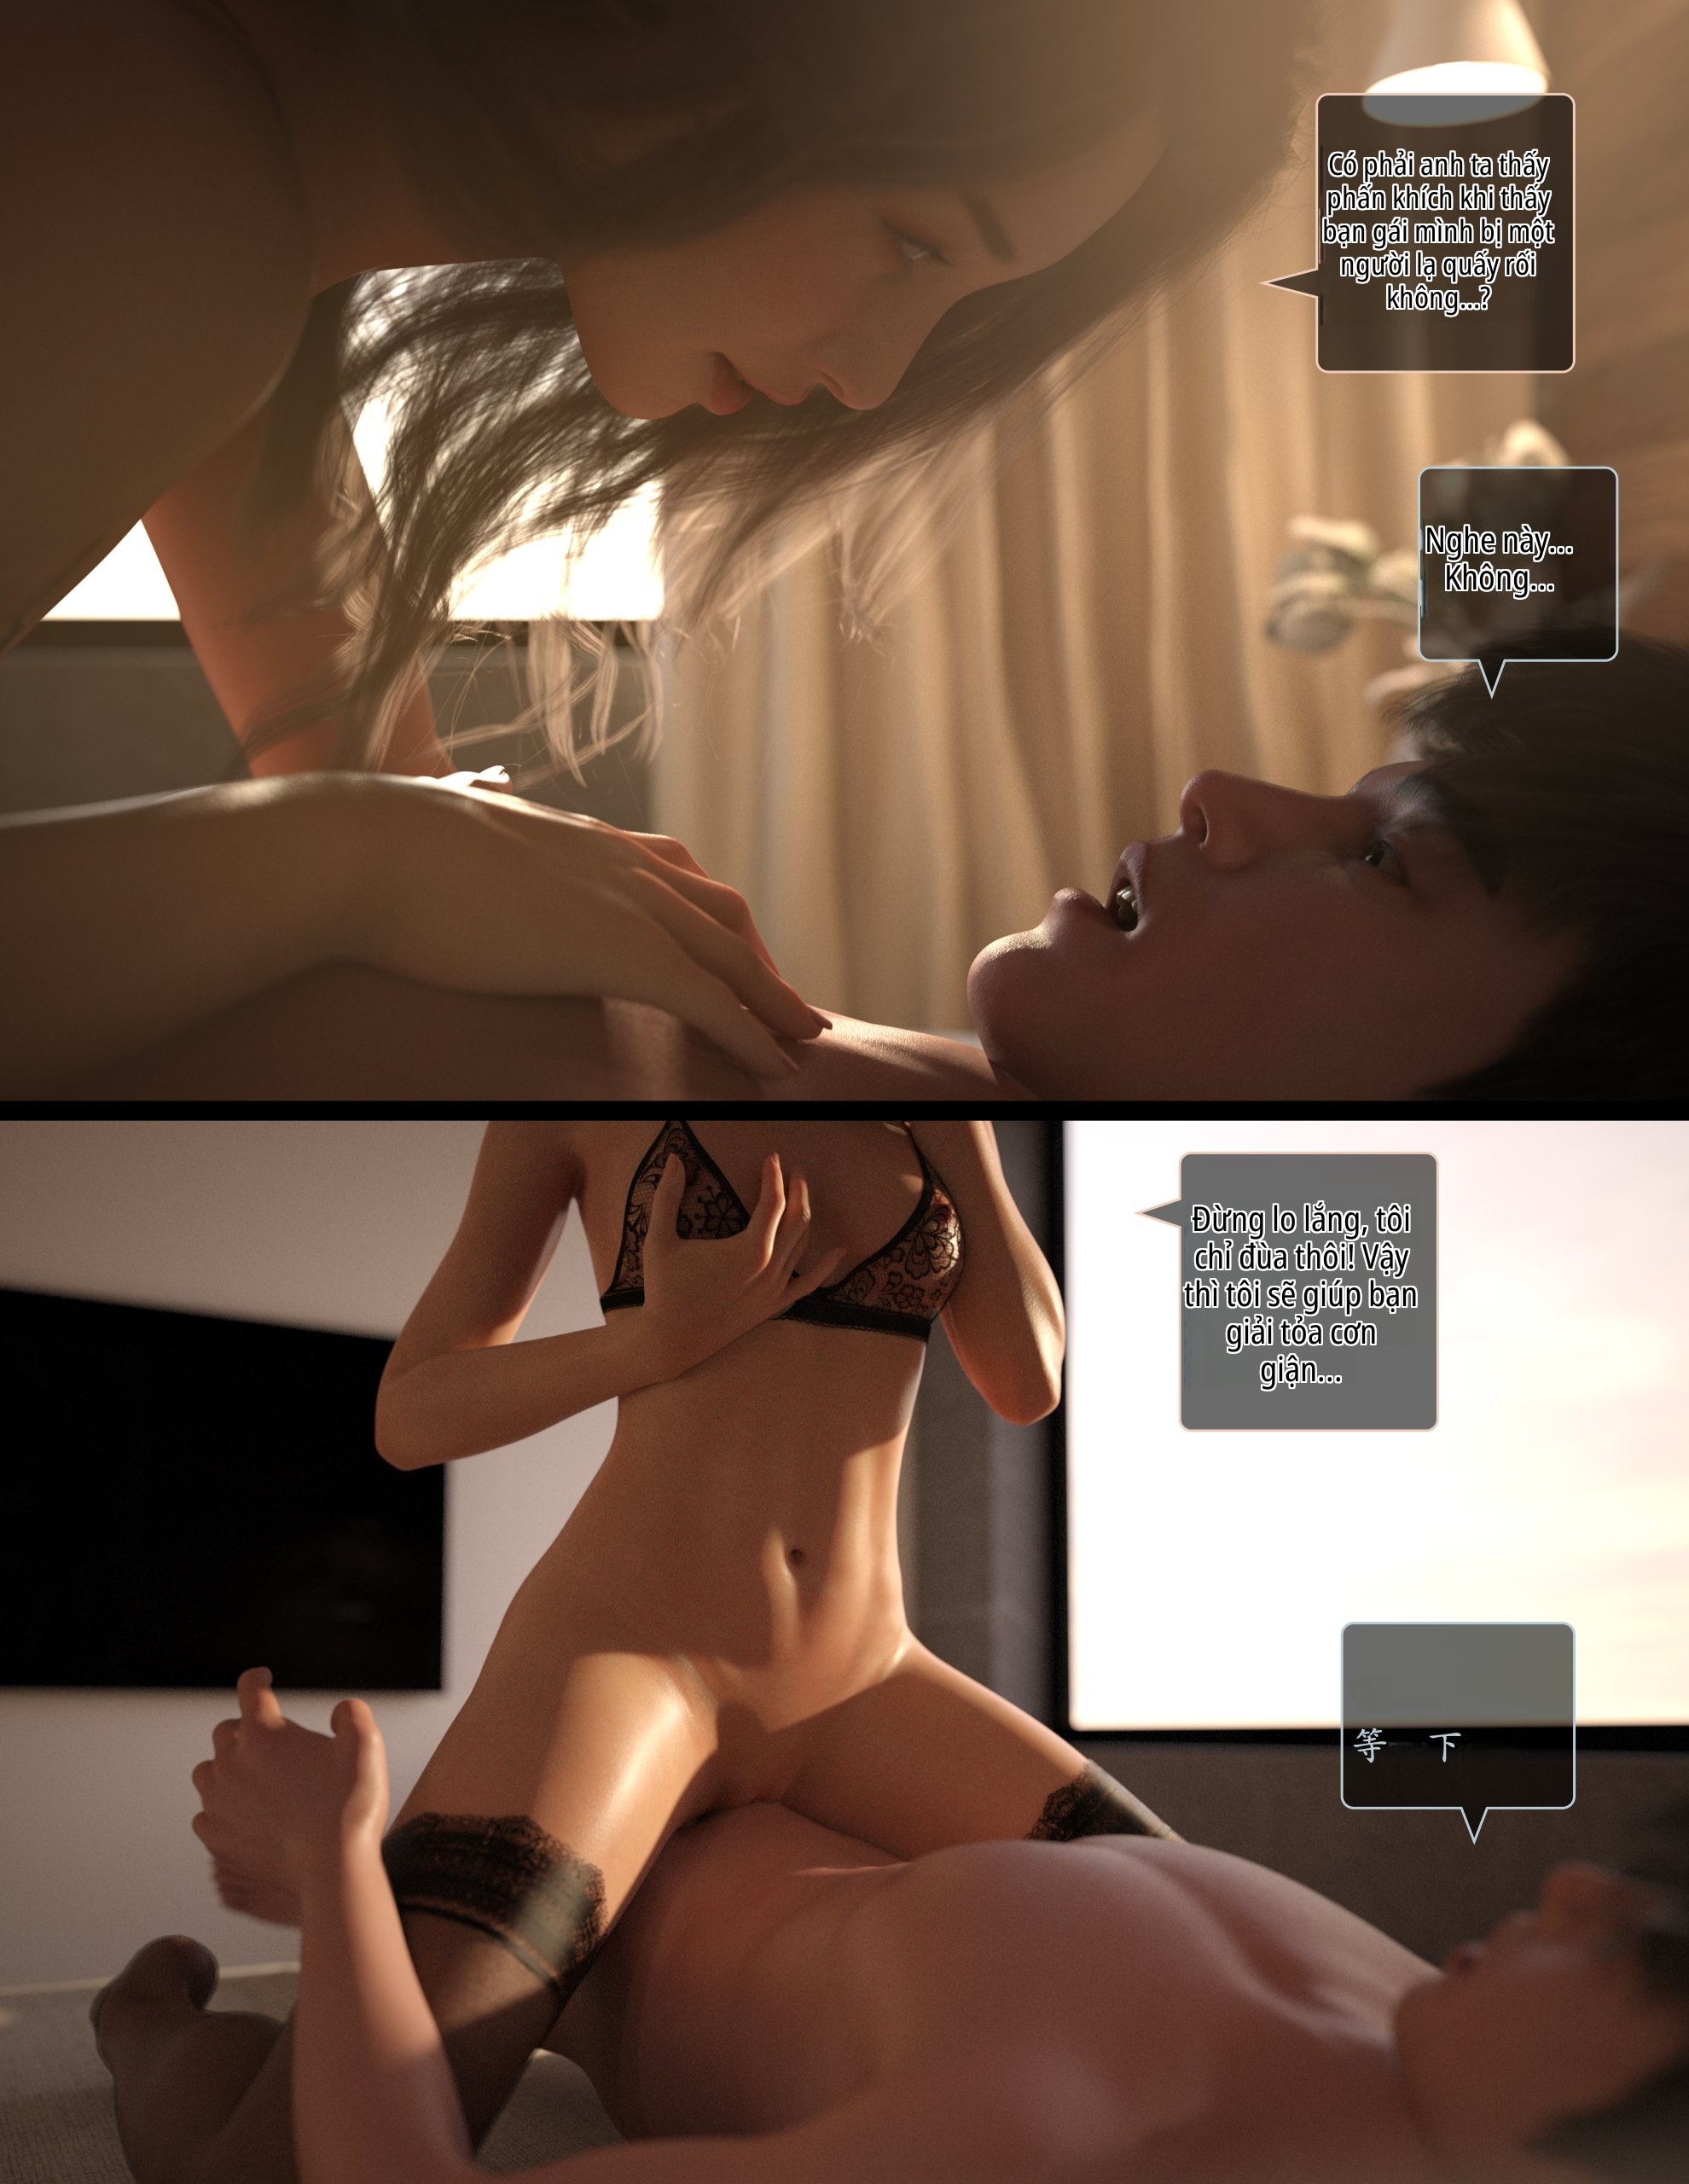 Có phải anh ta thấy
phấn khích khi thấy
bạn gái mình bị một
người lạ quấy rối
không...?
Nghe này...
Không...
Đừng lo lắng, tôi
chỉ đùa thôi! Vậy
thì tôi sẽ giúp bạn
giải tỏa cơn
giận...
等 下